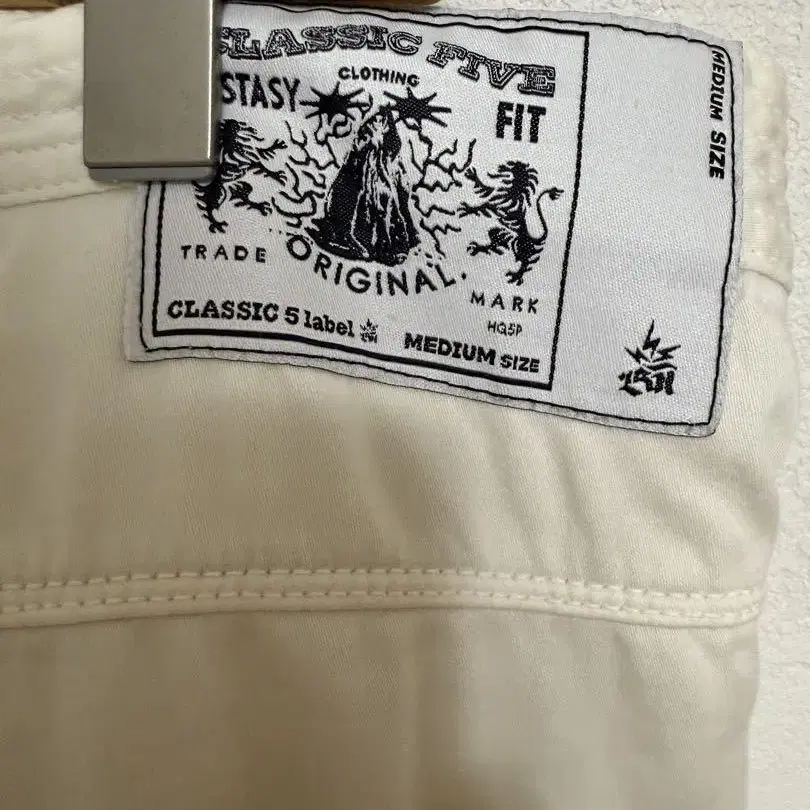 CLASSIC FIVE
CLOTHING
STASY
FIT
TRADE
ORIGINAL.
MARK
HQ5P
CLASSIC 5 label
MEDIUM SIZE
MEDIUM SIZE